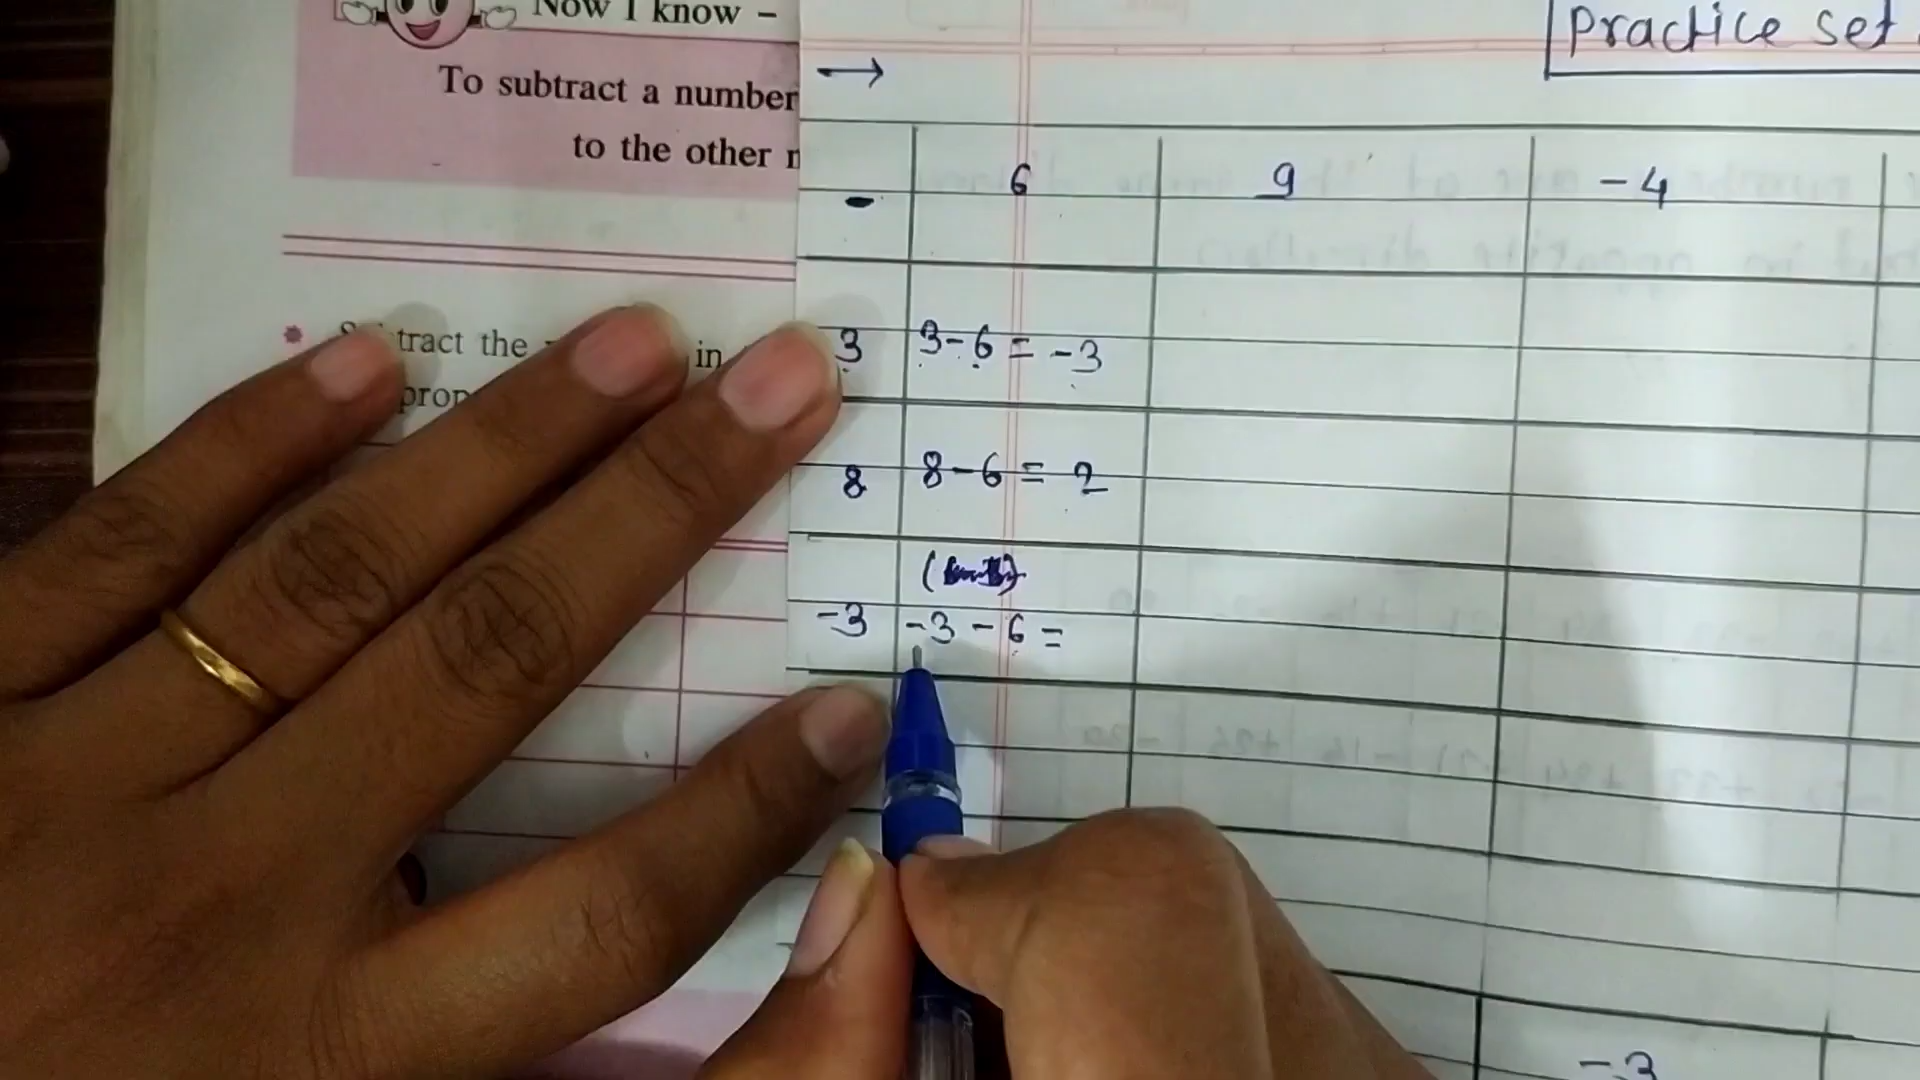 Now I know –
To subtract a number
to the other
Practice set
→
- 6 9 -4
3 3-6 = -3
8 8-6 = 2
-3 -3 - 6 =
tract the in
prop
-3